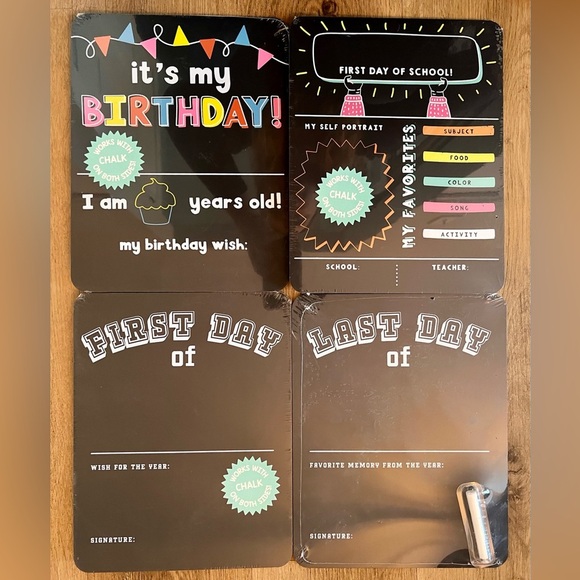 it's my
BIRTHDAY!
WORKS WITH
CHALK
ON BOTH SIDES!
I am years old!
my birthday wish:
FIRST DAY OF SCHOOL!
MY SELF PORTRAIT
WORKS WITH
CHALK
ON BOTH SIDES!
MY FAVORITES
SUBJECT
FOOD
COLOR
SONG
ACTIVITY
SCHOOL: TEACHER:
FIRST DAY
of
WISH FOR THE YEAR:
WORKS WITH
CHALK
ON BOTH SIDES!
SIGNATURE:
LAST DAY
of
FAVORITE MEMORY FROM THE YEAR:
SIGNATURE: